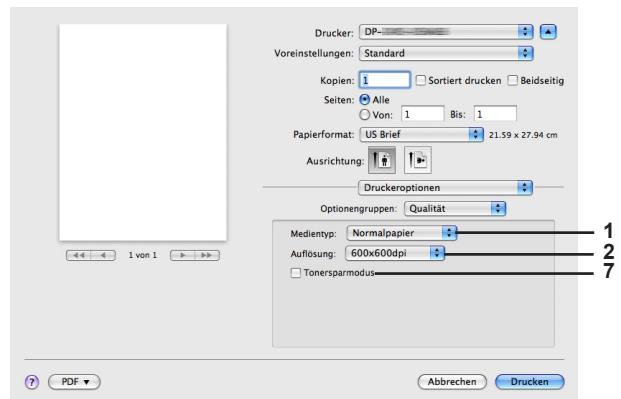 Drucker: DP-
Voreinstellungen: Standard
Kopien: 1 Sortiert drucken Beidseitig
Seiten: Alle
Von: 1 Bis: 1
Papierformat: US Brief 21.59 x 27.94 cm
Ausrichtung:
Druckeroptionen
Optionengruppen: Qualität
Medientyp: Normalpapier 1
Auflösung: 600x600dpi 2
Tonersparmodus 7
1 von 1
? PDF ▼ Abbrechen Drucken